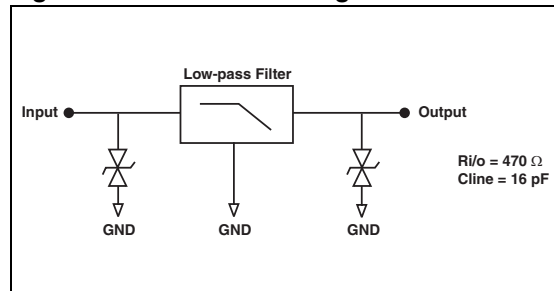 Low-pass Filter
Input
Output
Ri/o = 470 Ω
Cline = 16 pF
GND
GND
GND